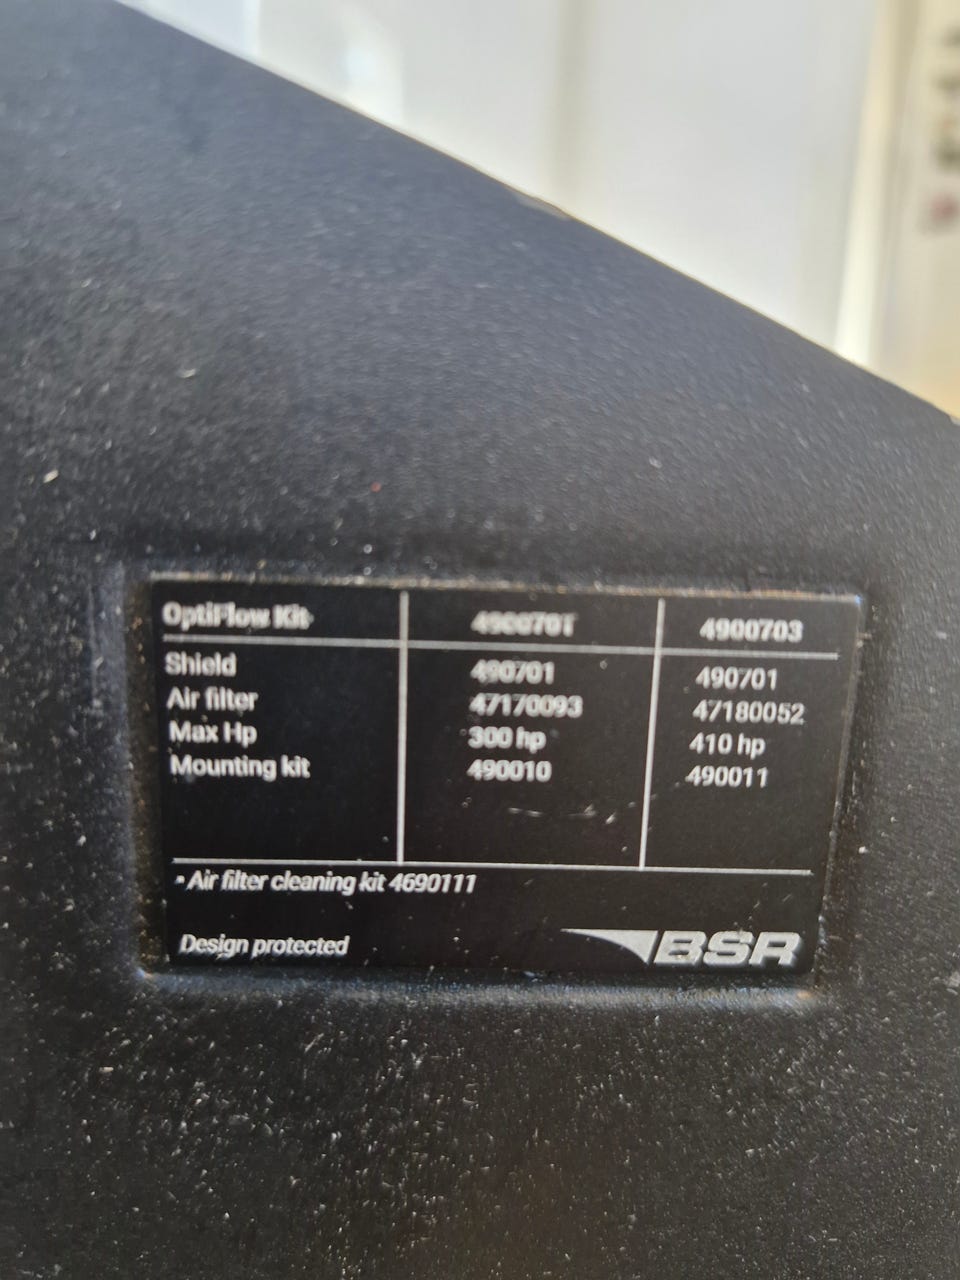 OptiFlow Kit 4900701 4900703
Shield 490701 490701
Air filter 47170093 47180052
Max Hp 300 hp 410 hp
Mounting kit 490010 490011
• Air filter cleaning kit 4690111
Design protected BSR